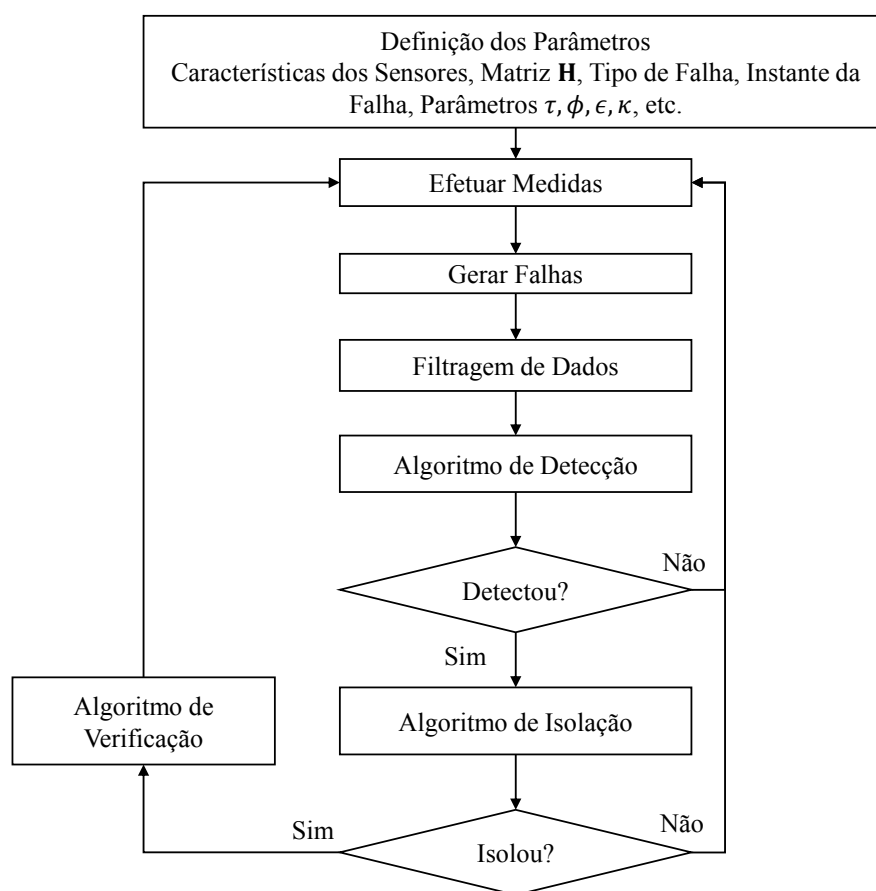 Definição dos Parâmetros
Características dos Sensores, Matriz H, Tipo de Falha, Instante da
Falha, Parâmetros τ, ϕ, ϵ, κ, etc.
Efetuar Medidas
Gerar Falhas
Filtragem de Dados
Algoritmo de Detecção
Não
Detectou?
Sim
Algoritmo de
Verificação
Algoritmo de Isolação
Sim
Não
Isolou?